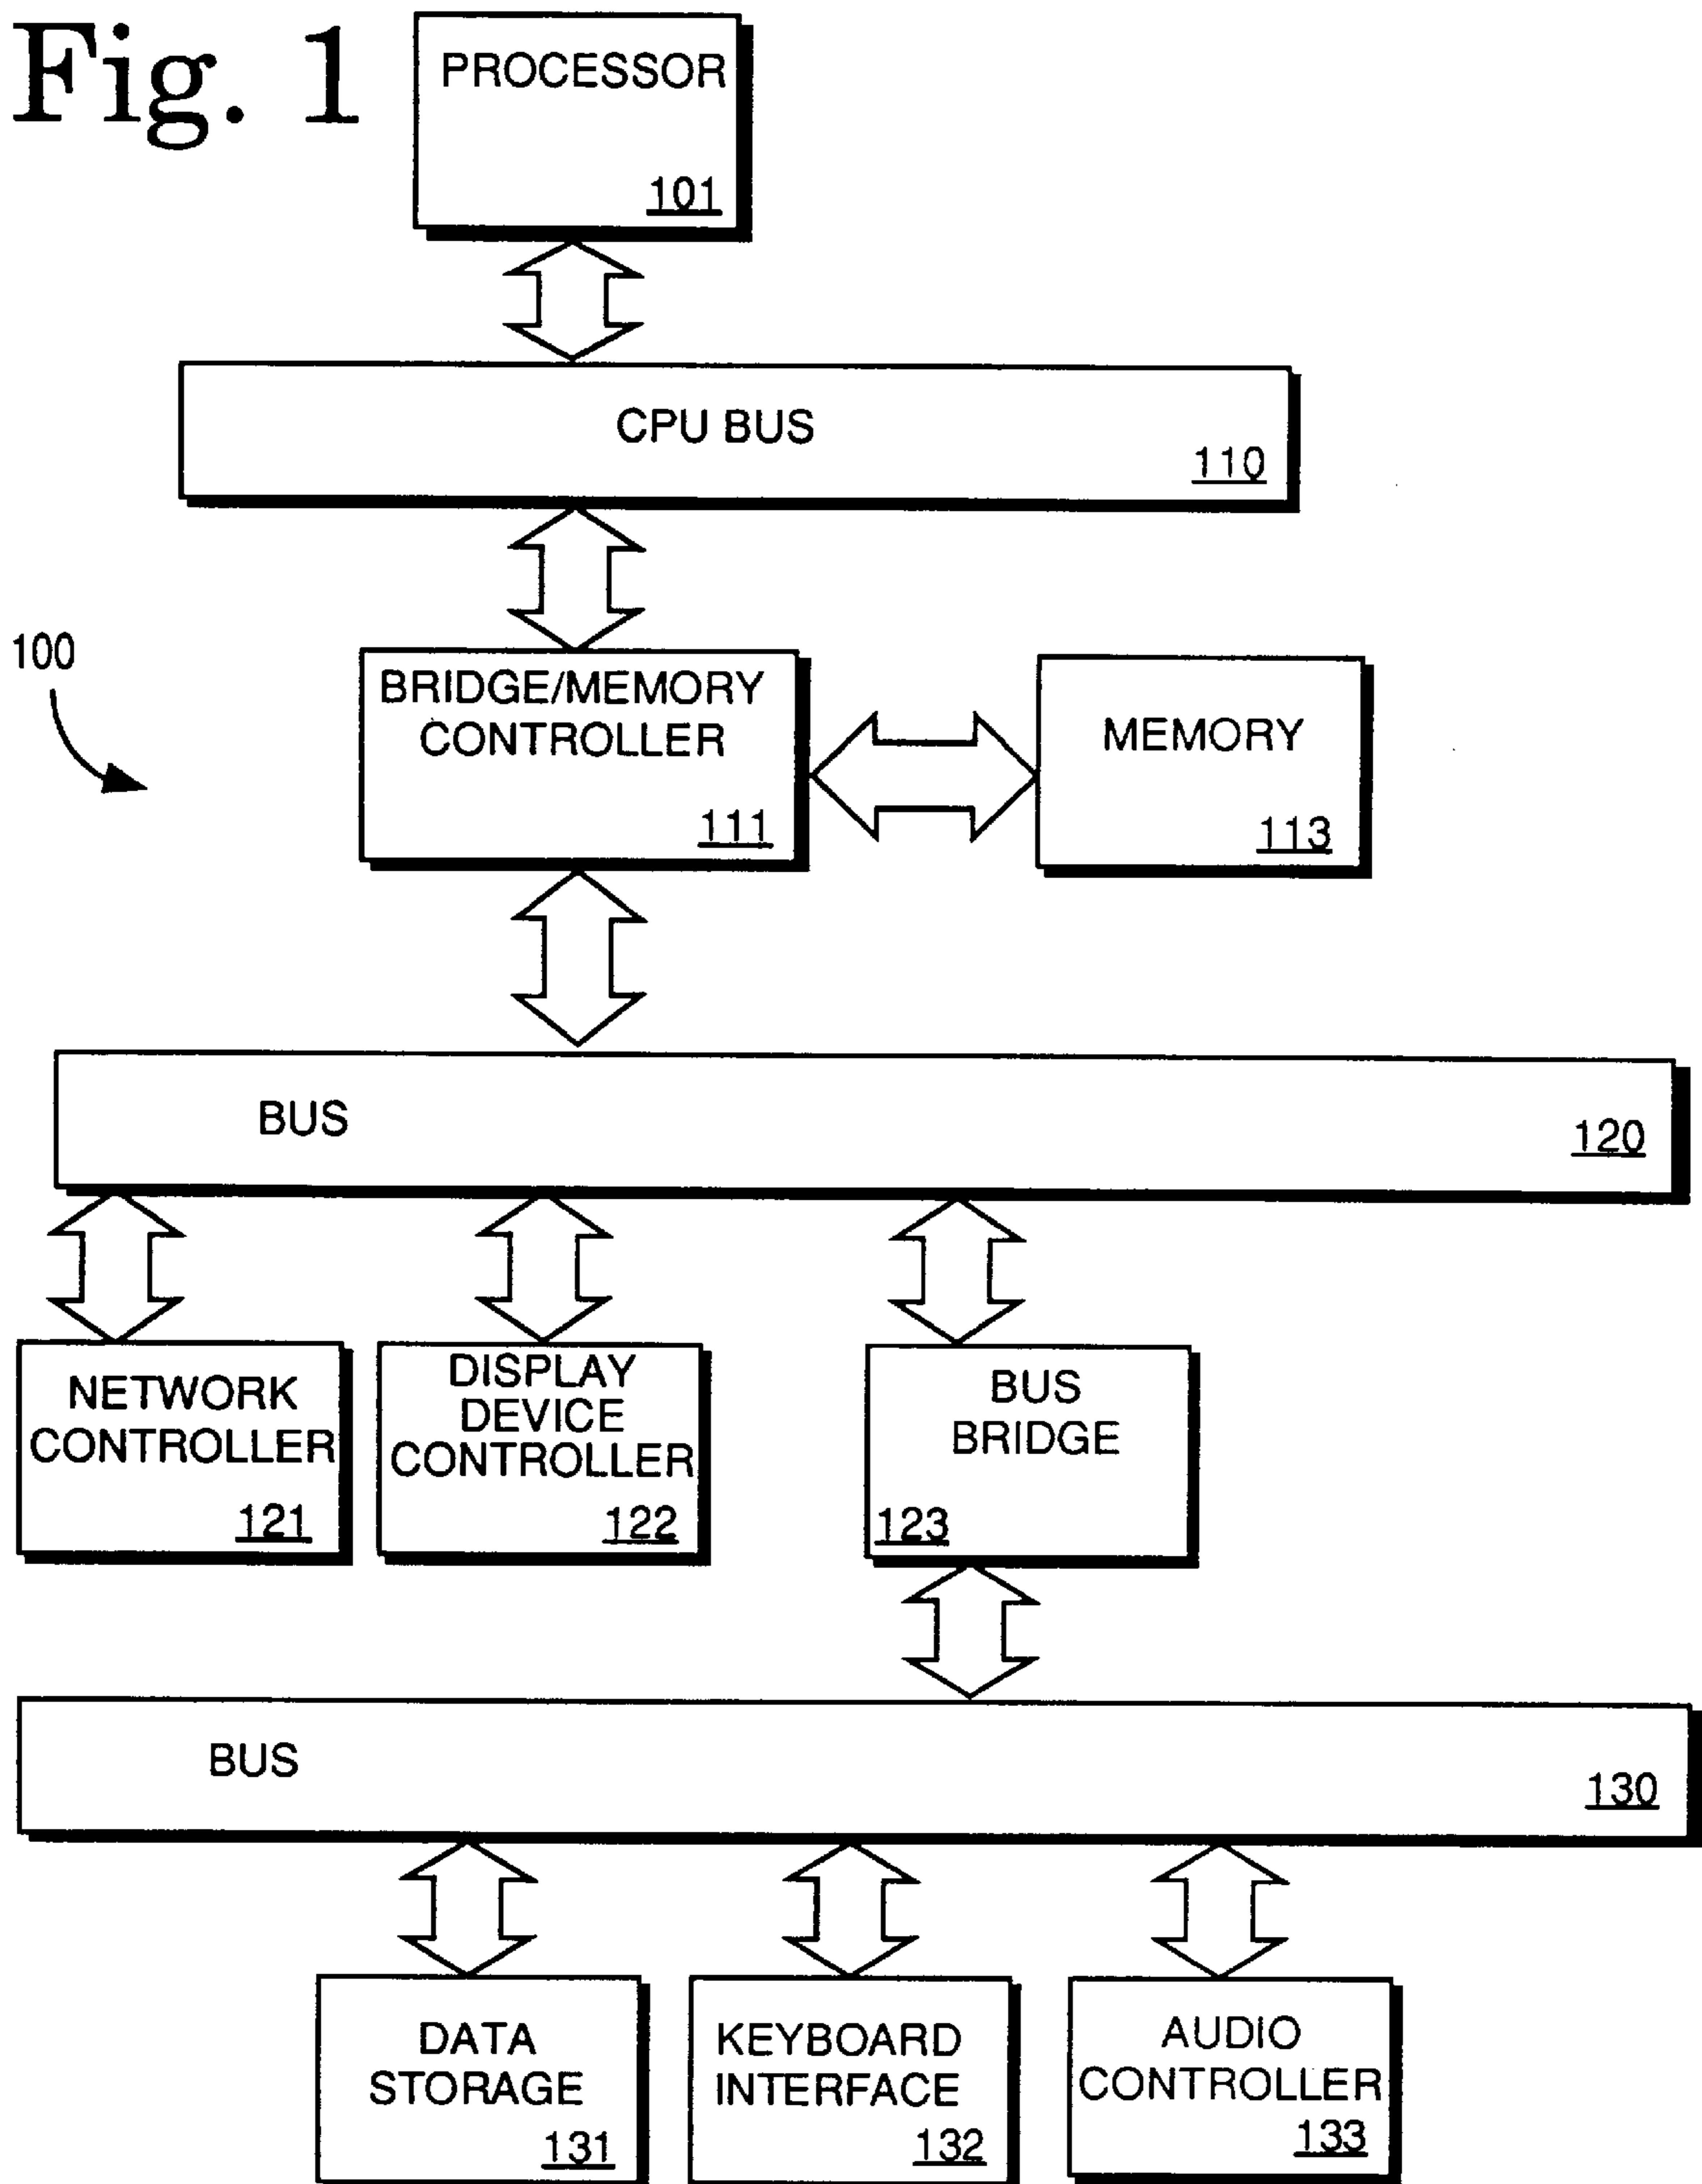 Fig. 1
PROCESSOR
101
CPU BUS
110
100
BRIDGE/MEMORY
CONTROLLER
111
MEMORY
113
BUS
120
NETWORK
CONTROLLER
121
DISPLAY
DEVICE
CONTROLLER
122
BUS
BRIDGE
123
BUS
130
DATA
STORAGE
131
KEYBOARD
INTERFACE
132
AUDIO
CONTROLLER
133